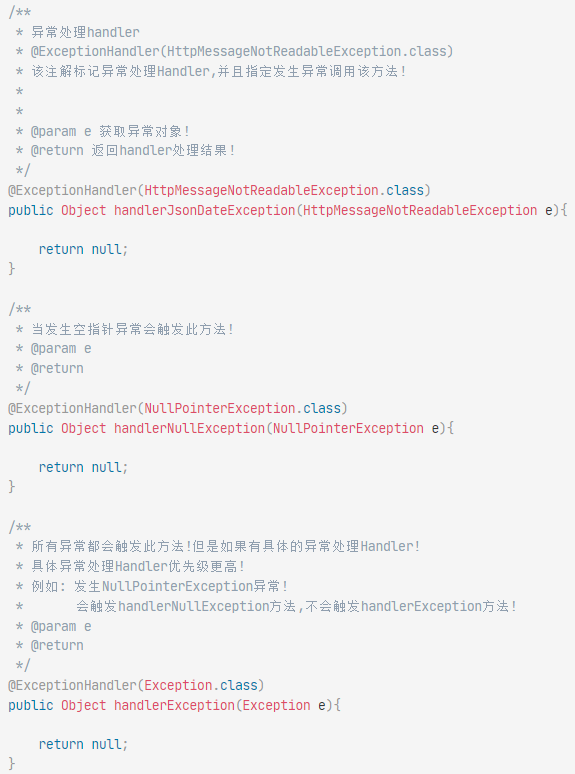 /**
 * 异常处理handler
 * @ExceptionHandler(HttpMessageNotReadableException.class)
 * 该注解标记异常处理Handler,并且指定发生异常调用该方法!
 *
 *
 * @param e 获取异常对象!
 * @return 返回handler处理结果!
 */
@ExceptionHandler(HttpMessageNotReadableException.class)
public Object handlerJsonDateException(HttpMessageNotReadableException e){
    return null;
}
/**
 * 当发生空指针异常会触发此方法!
 * @param e
 * @return
 */
@ExceptionHandler(NullPointerException.class)
public Object handlerNullException(NullPointerException e){
    return null;
}
/**
 * 所有异常都会触发此方法!但是如果有具体的异常处理Handler!
 * 具体异常处理Handler优先级更高!
 * 例如: 发生NullPointerException异常!
 *       会触发handlerNullException方法,不会触发handlerException方法!
 * @param e
 * @return
 */
@ExceptionHandler(Exception.class)
public Object handlerException(Exception e){
    return null;
}